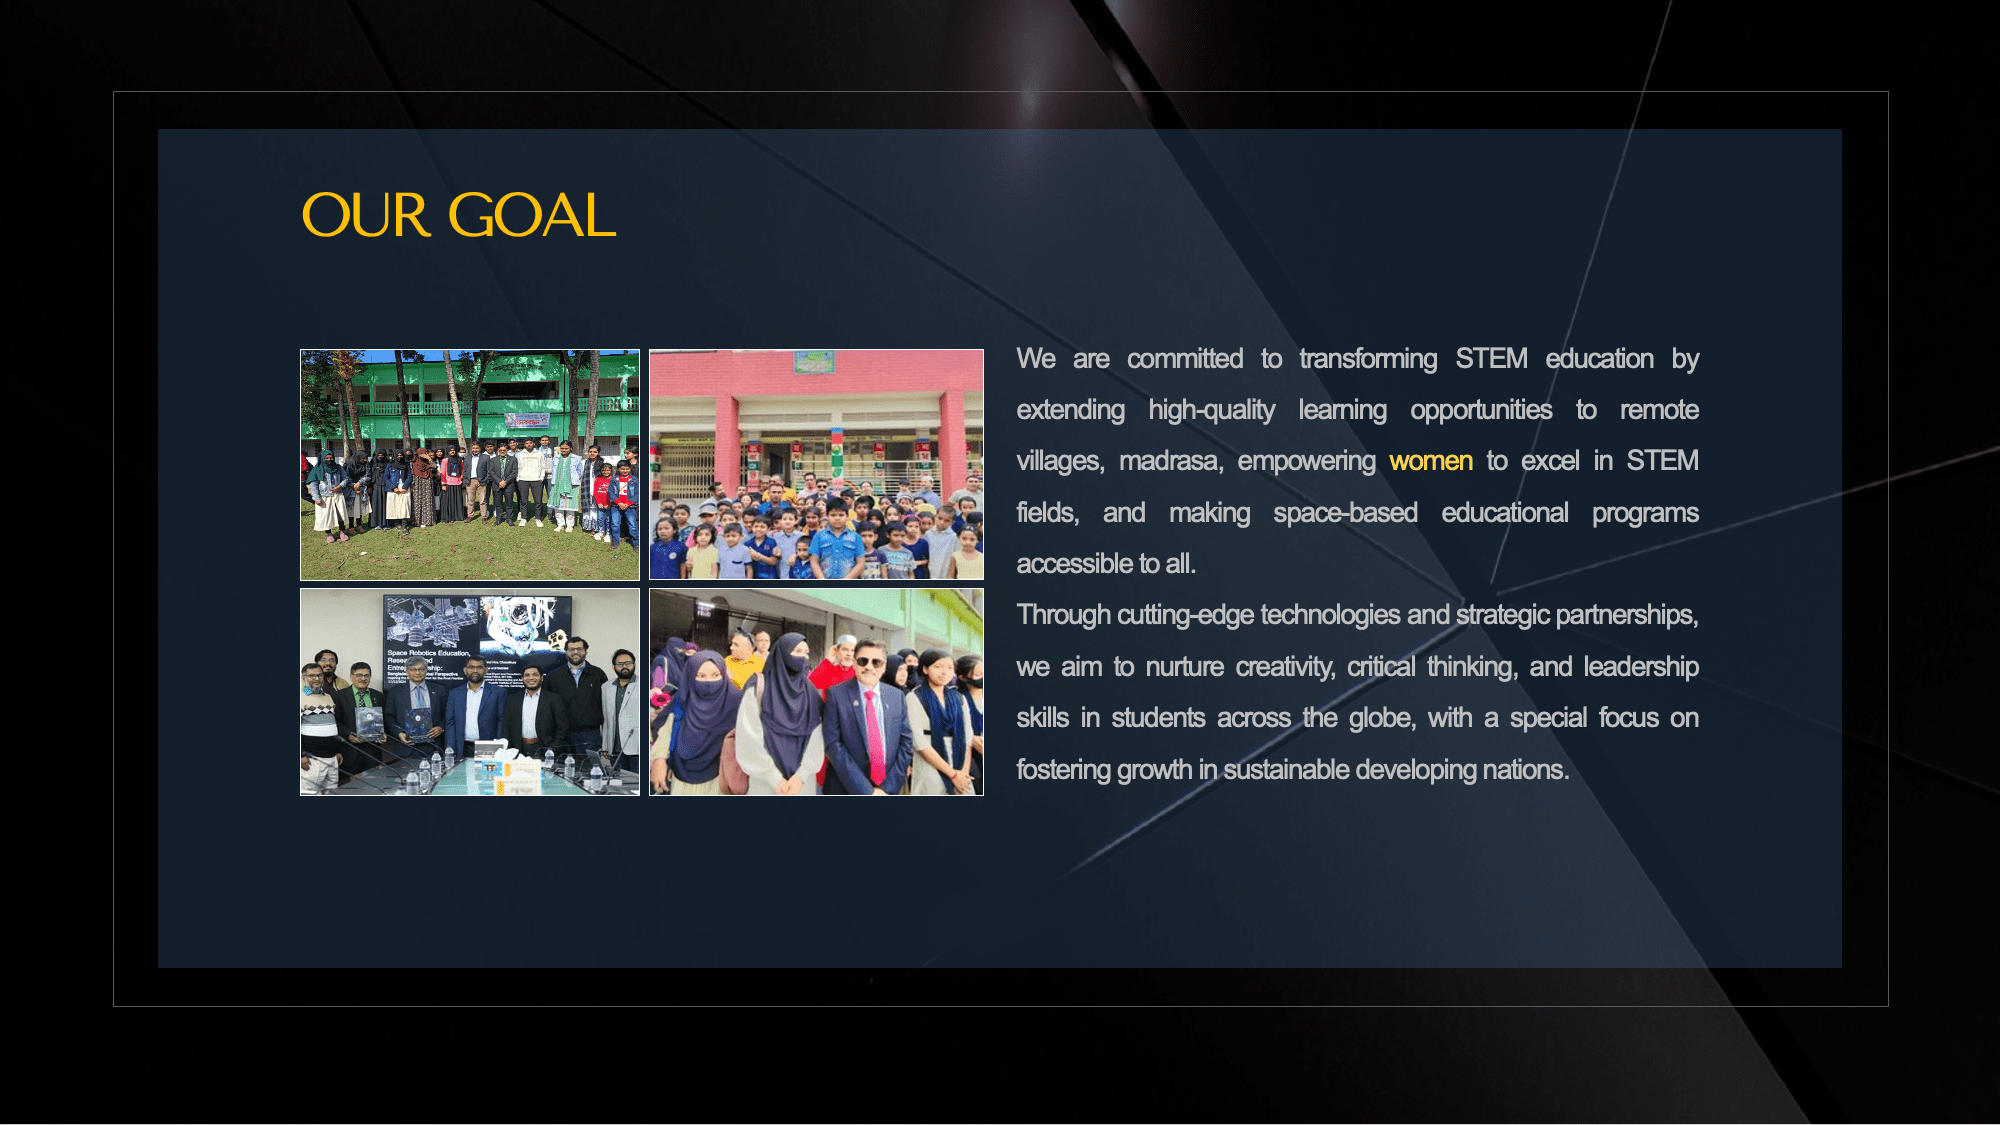 OUR GOAL
We are committed to transforming STEM education by
extending high-quality learning opportunities to remote
villages, madrasa, empowering women to excel in STEM
fields, and making space-based educational programs
accessible to all.
Through cutting-edge technologies and strategic partnerships,
we aim to nurture creativity, critical thinking, and leadership
skills in students across the globe, with a special focus on
fostering growth in sustainable developing nations.
Space Robotics Education,